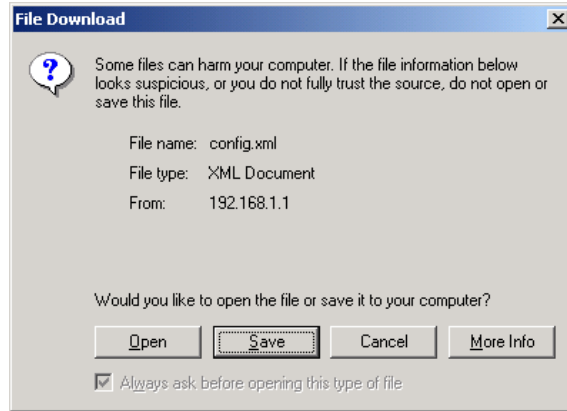 File Download
Some files can harm your computer. If the file information below
looks suspicious, or you do not fully trust the source, do not open or
save this file.
File name: config.xml
File type: XML Document
From: 192.168.1.1
Would you like to open the file or save it to your computer?
Open Save Cancel More Info
Always ask before opening this type of file